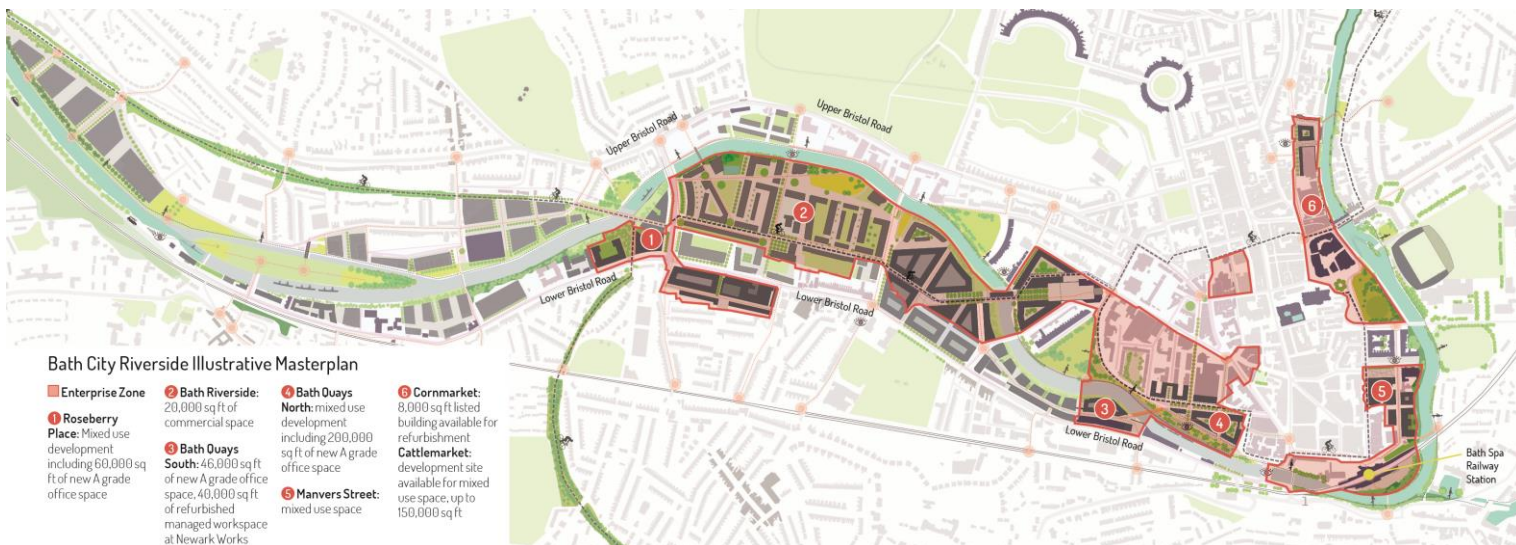 Upper Bristol Road
Upper Bristol Road
2
6
1
Lower Bristol Road
Lower Bristol Road
5
3
4
Lower Bristol Road
Bath Spa
Railway
Station
Bath City Riverside Illustrative Masterplan
Enterprise Zone
1 Roseberry
Place: Mixed use
development
including 60,000 sq
ft of new A grade
office space
2 Bath Riverside:
20,000 sq ft of
commercial space
3 Bath Quays
South: 46,000 sq ft
of new A grade office
space, 40,000 sq ft
of refurbished
managed workspace
at Newark Works
4 Bath Quays
North: mixed use
development
including 200,000
sq ft of new A grade
office space
5 Manvers Street:
mixed use space
6 Cornmarket:
8,000 sq ft listed
building available for
refurbishment
Cattlemarket:
development site
available for mixed
use space, up to
150,000 sq ft